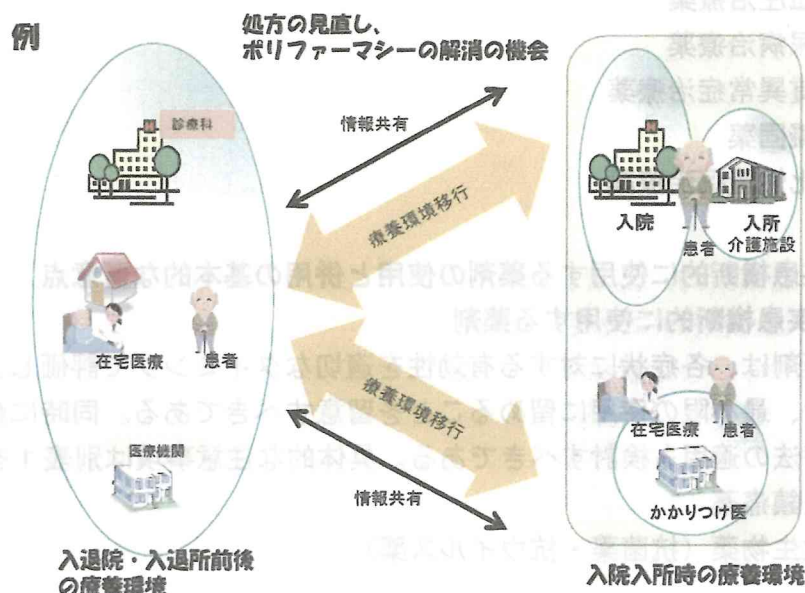 例
処方の見直し、
ポリファーマシーの解消の機会
診療科
情報共有
療養環境移行
入院
患者
入所
介護施設
在宅医療
患者
療養環境移行
在宅医療
患者
医療機関
情報共有
かかりつけ医
入退院・入退所前後
の療養環境
入院入所時の療養環境